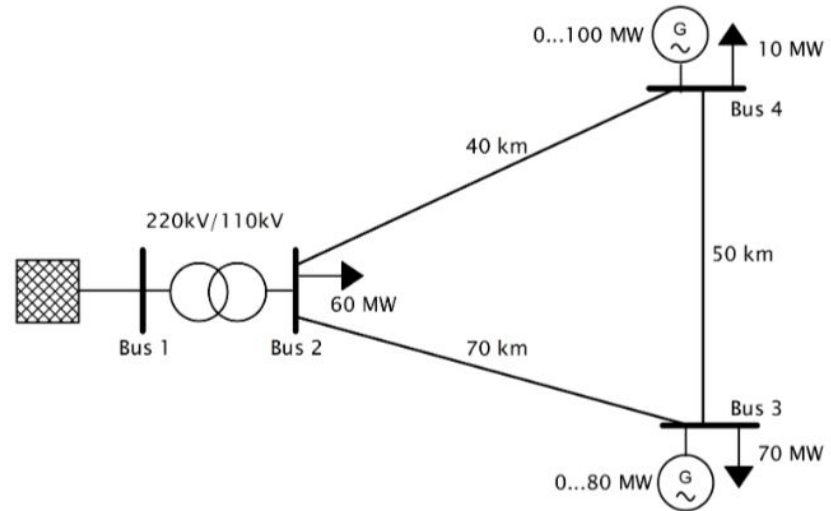 0...100 MW
G
10 MW
Bus 4
40 km
220kV/110kV
50 km
60 MW
Bus 1
Bus 2
70 km
Bus 3
70 MW
0...80 MW
G